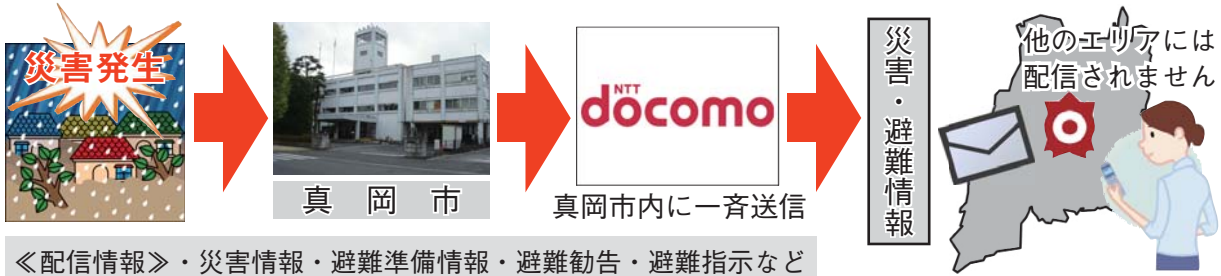 災害発生
真岡市
NTT
döcomo
真岡市内に一斉送信
災害・避難情報
他のエリアには
配信されません
≪配信情報≫・災害情報・避難準備情報・避難勧告・避難指示など